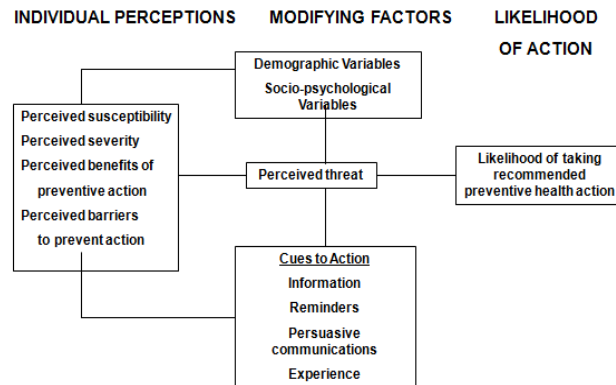 INDIVIDUAL PERCEPTIONS
MODIFYING FACTORS
LIKELIHOOD
OF ACTION
Demographic Variables
Socio-psychological
Variables
Perceived susceptibility
Perceived severity
Perceived benefits of
preventive action
Perceived barriers
to prevent action
Perceived threat
Likelihood of taking
recommended
preventive health action
Cues to Action
Information
Reminders
Persuasive
communications
Experience